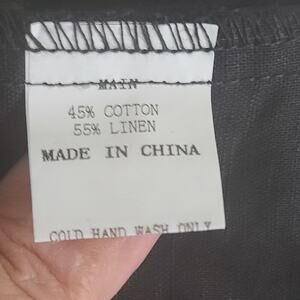 MAIN
45% COTTON
55% LINEN
MADE IN CHINA
COLD HAND WASH ONLY